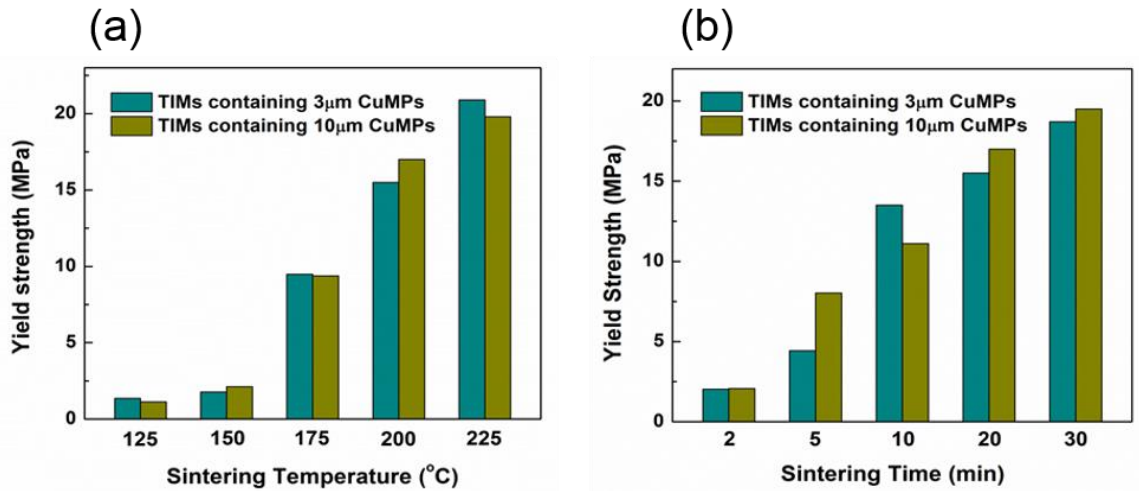 (a)
TIMs containing 3μm CuMPs
TIMs containing 10μm CuMPs
Yield strength (MPa)
20
15
10
5
0
125 150 175 200 225
Sintering Temperature (°C)
(b)
TIMs containing 3μm CuMPs
TIMs containing 10μm CuMPs
Yield Strength (MPa)
20
15
10
5
0
2 5 10 20 30
Sintering Time (min)